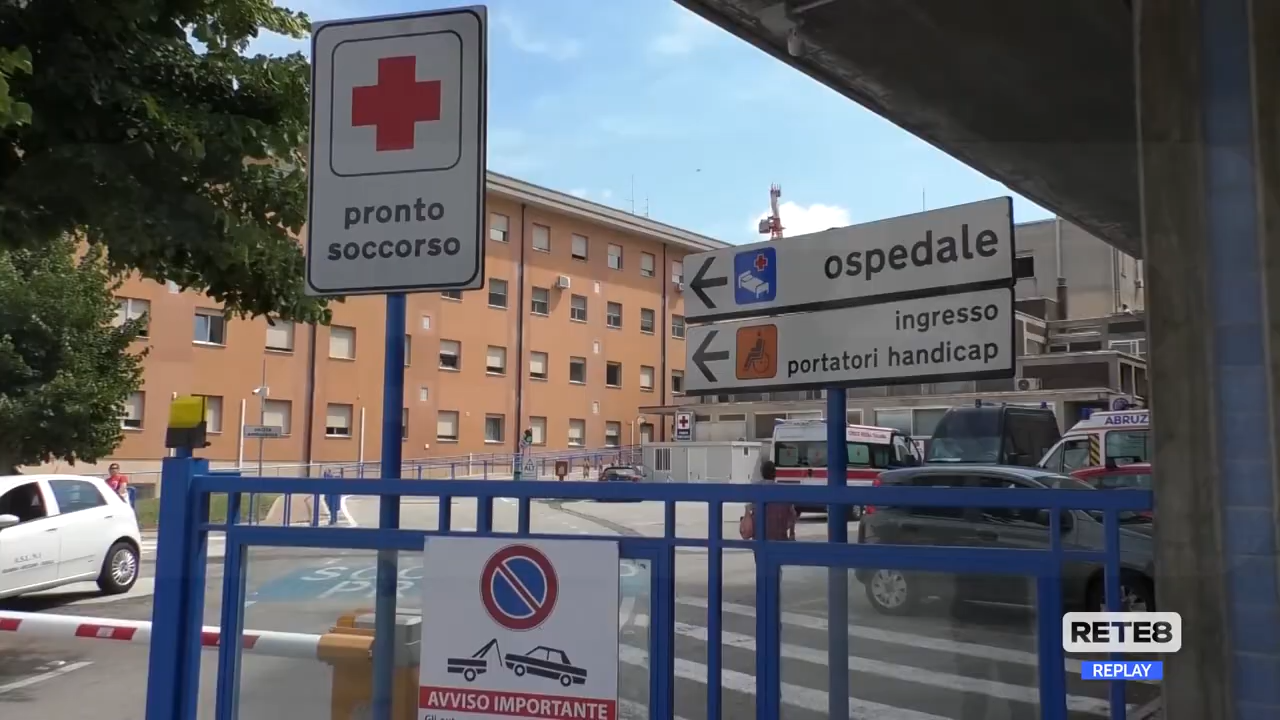 pronto
soccorso
ospedale
ingresso
portatori handicap
ABRUZ
AVVISO IMPORTANTE
RETE8
REPLAY